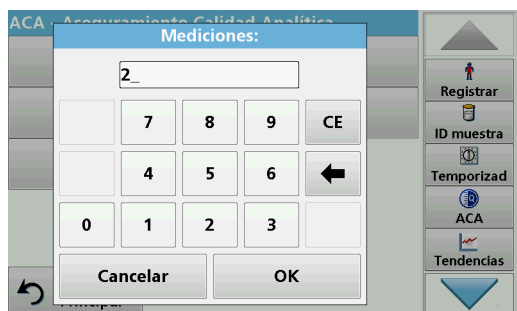 ACA - Aseguramiento Calidad Analítica
Mediciones:
2_
7 8 9 CE
4 5 6
0 1 2 3
Cancelar OK
Principal
Registrar
ID muestra
Temporizad
ACA
Tendencias